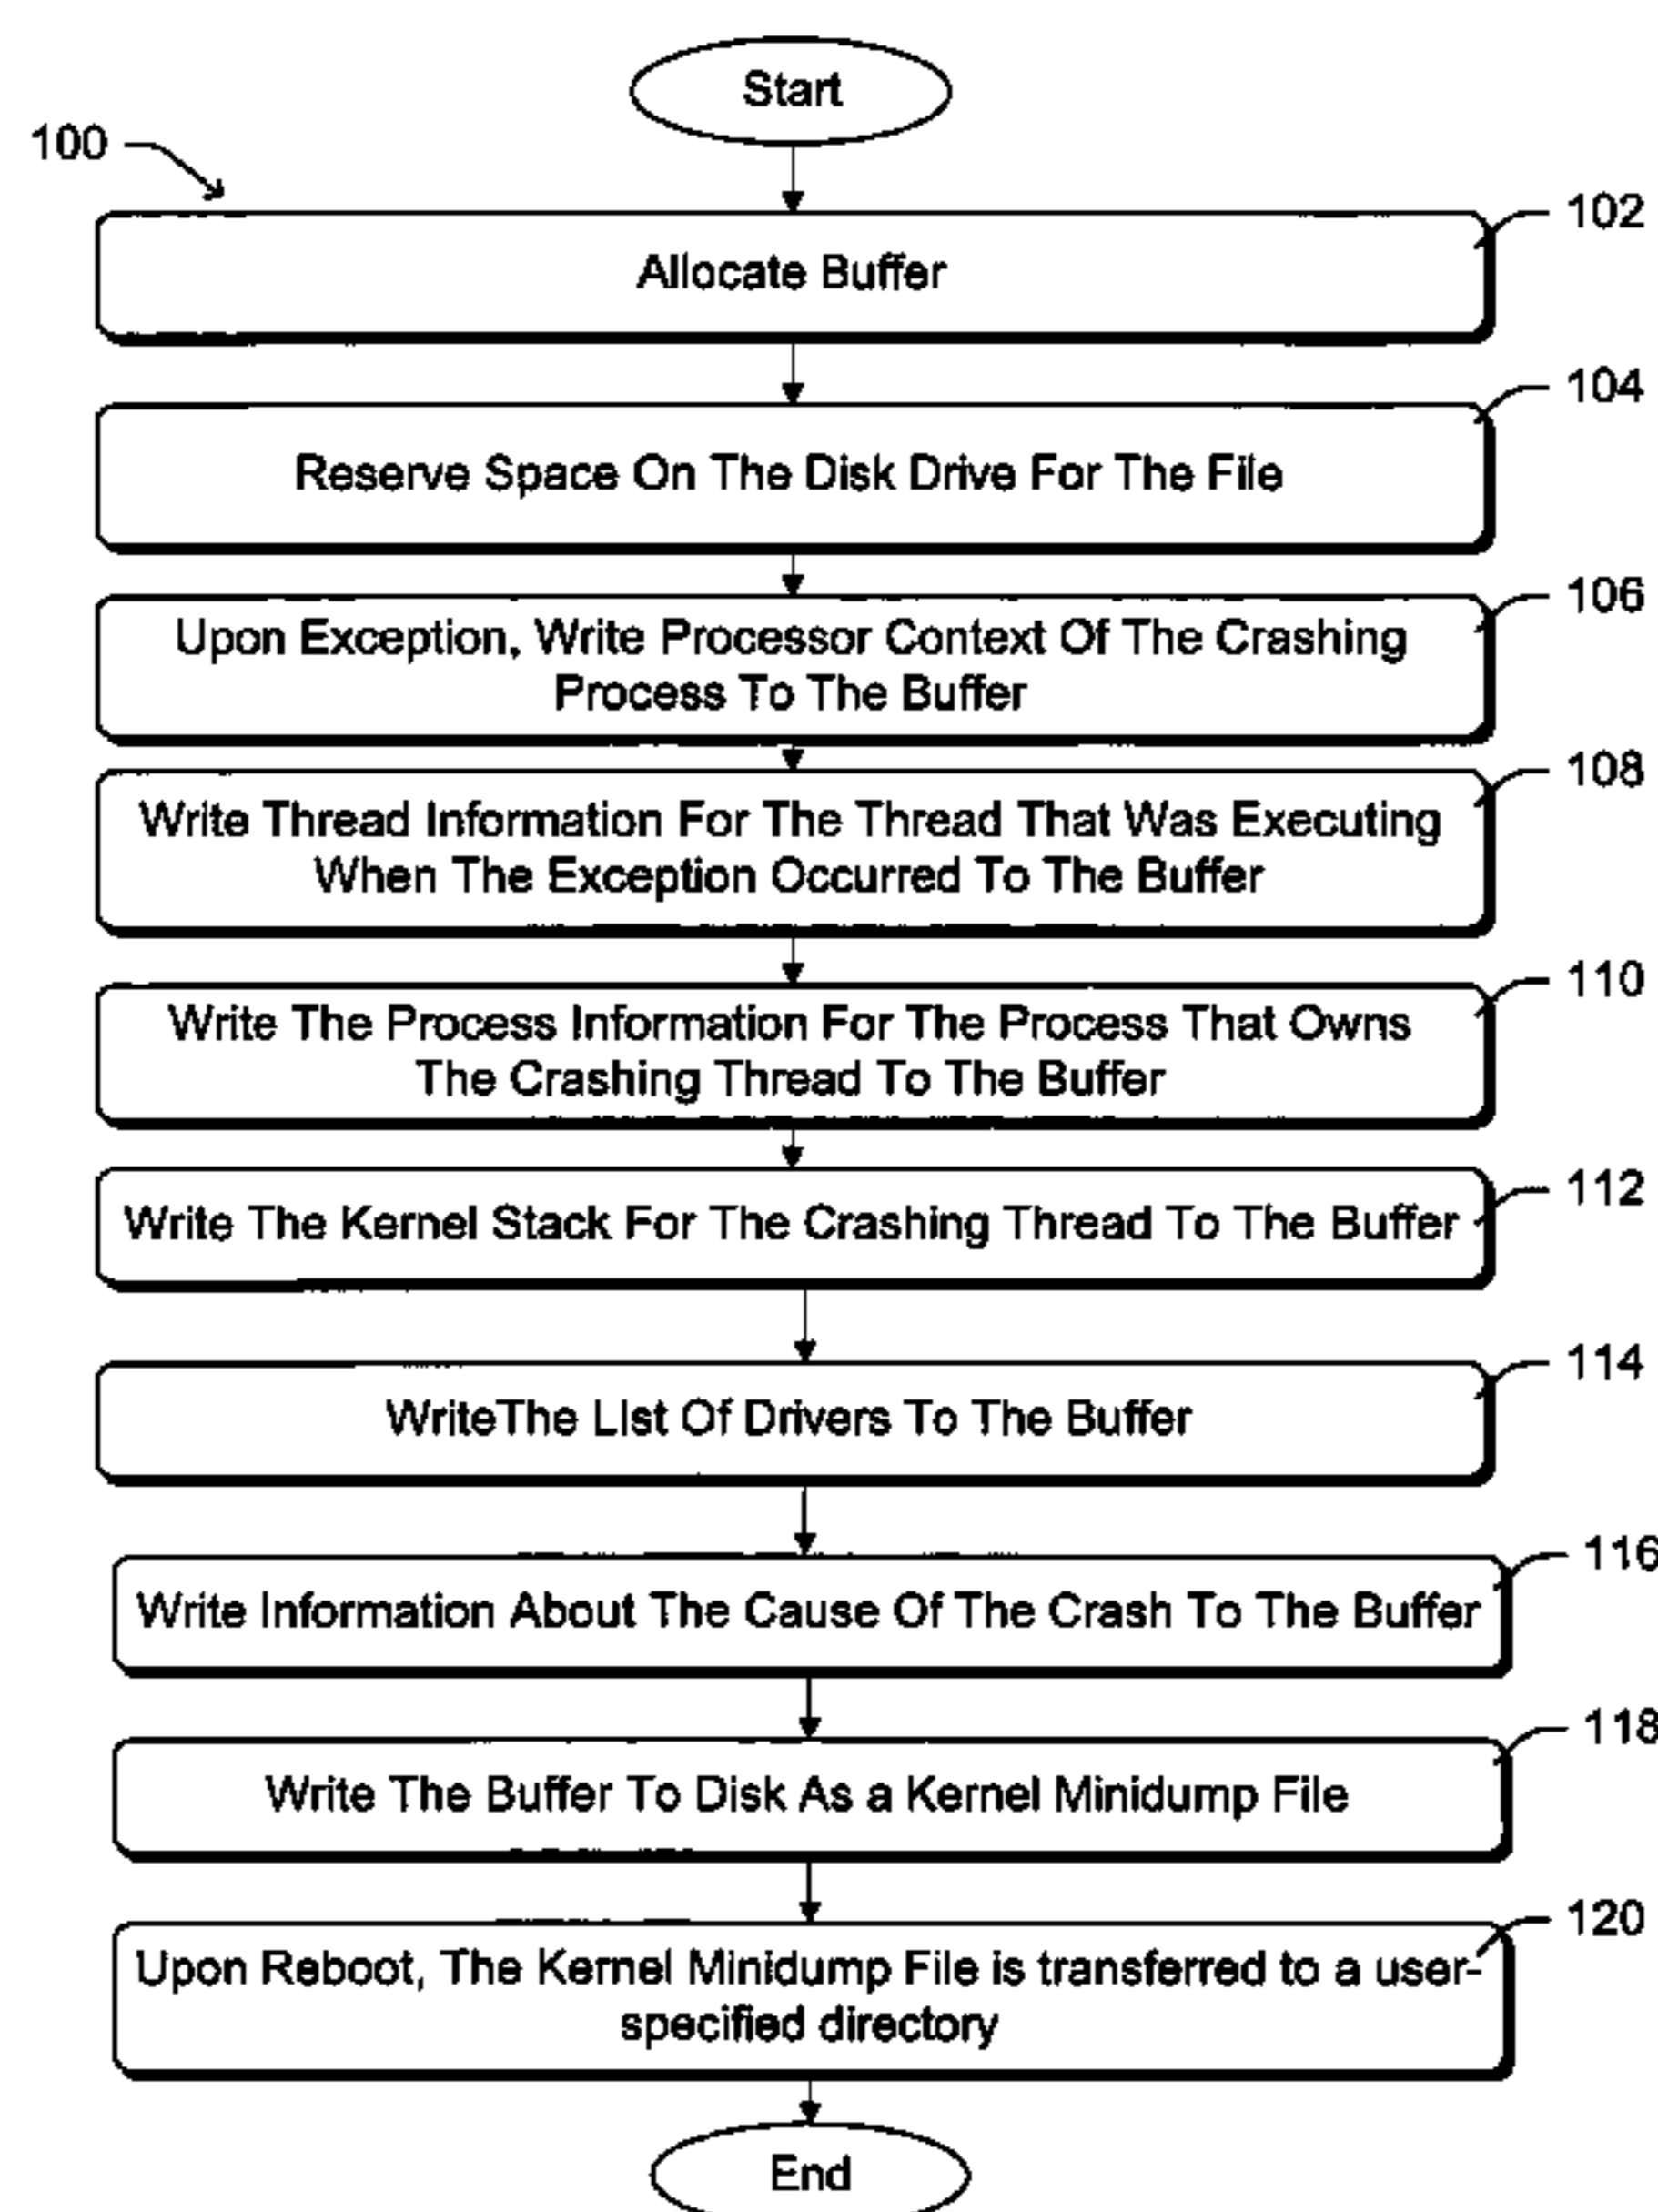 Start
100
102
Allocate Buffer
104
Reserve Space On The Disk Drive For The File
106
Upon Exception, Write Processor Context Of The Crashing
Process To The Buffer
108
Write Thread Information For The Thread That Was Executing
When The Exception Occurred To The Buffer
110
Write The Process Information For The Process That Owns
The Crashing Thread To The Buffer
112
Write The Kernel Stack For The Crashing Thread To The Buffer
114
WriteThe LIst Of Drivers To The Buffer
116
Write Information About The Cause Of The Crash To The Buffer
118
Write The Buffer To Disk As a Kernel Minidump File
120
Upon Reboot, The Kernel Minidump File is transferred to a user-
specified directory
End